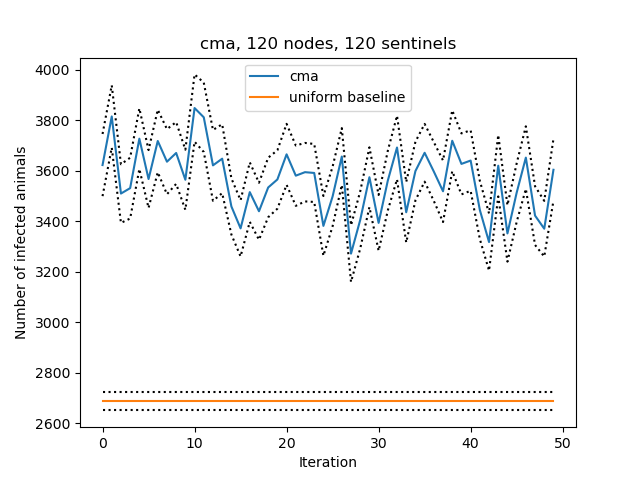 cma, 120 nodes, 120 sentinels
cma
uniform baseline
Number of infected animals
4000
3800
3600
3400
3200
3000
2800
2600
0 10 20 30 40 50
Iteration